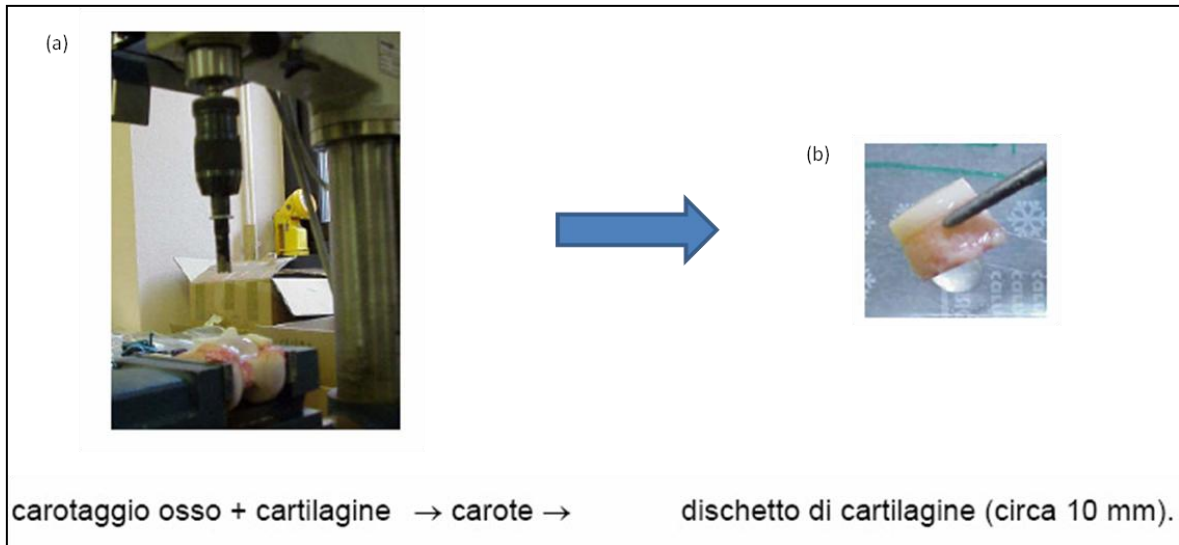 (a)
(b)
carotaggio osso + cartilagine → carote → dischetto di cartilagine (circa 10 mm).